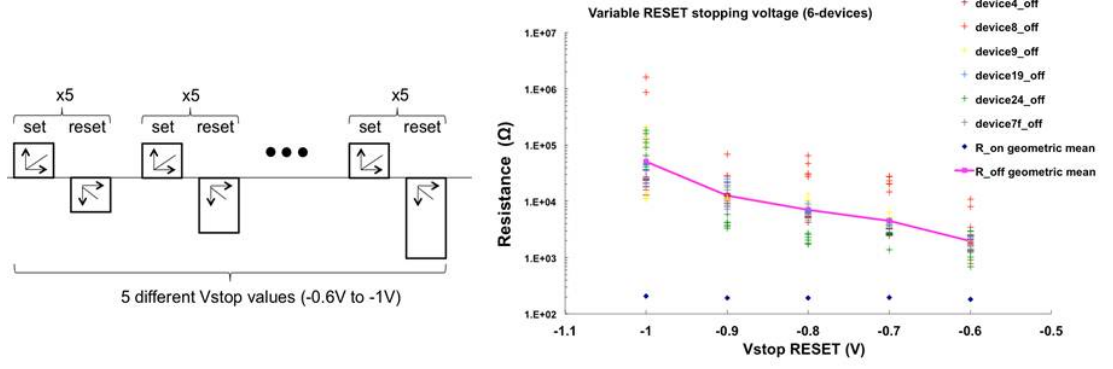 x5 x5 x5
set reset set reset set reset
5 different Vstop values (-0.6V to -1V)
Variable RESET stopping voltage (6-devices)
Resistance (Ω)
1.E+07
1.E+06
1.E+05
1.E+04
1.E+03
1.E+02
-1.1 -1 -0.9 -0.8 -0.7 -0.6 -0.5
Vstop RESET (V)
device4_off
device8_off
device9_off
device19_off
device24_off
device7f_off
R_on geometric mean
R_off geometric mean